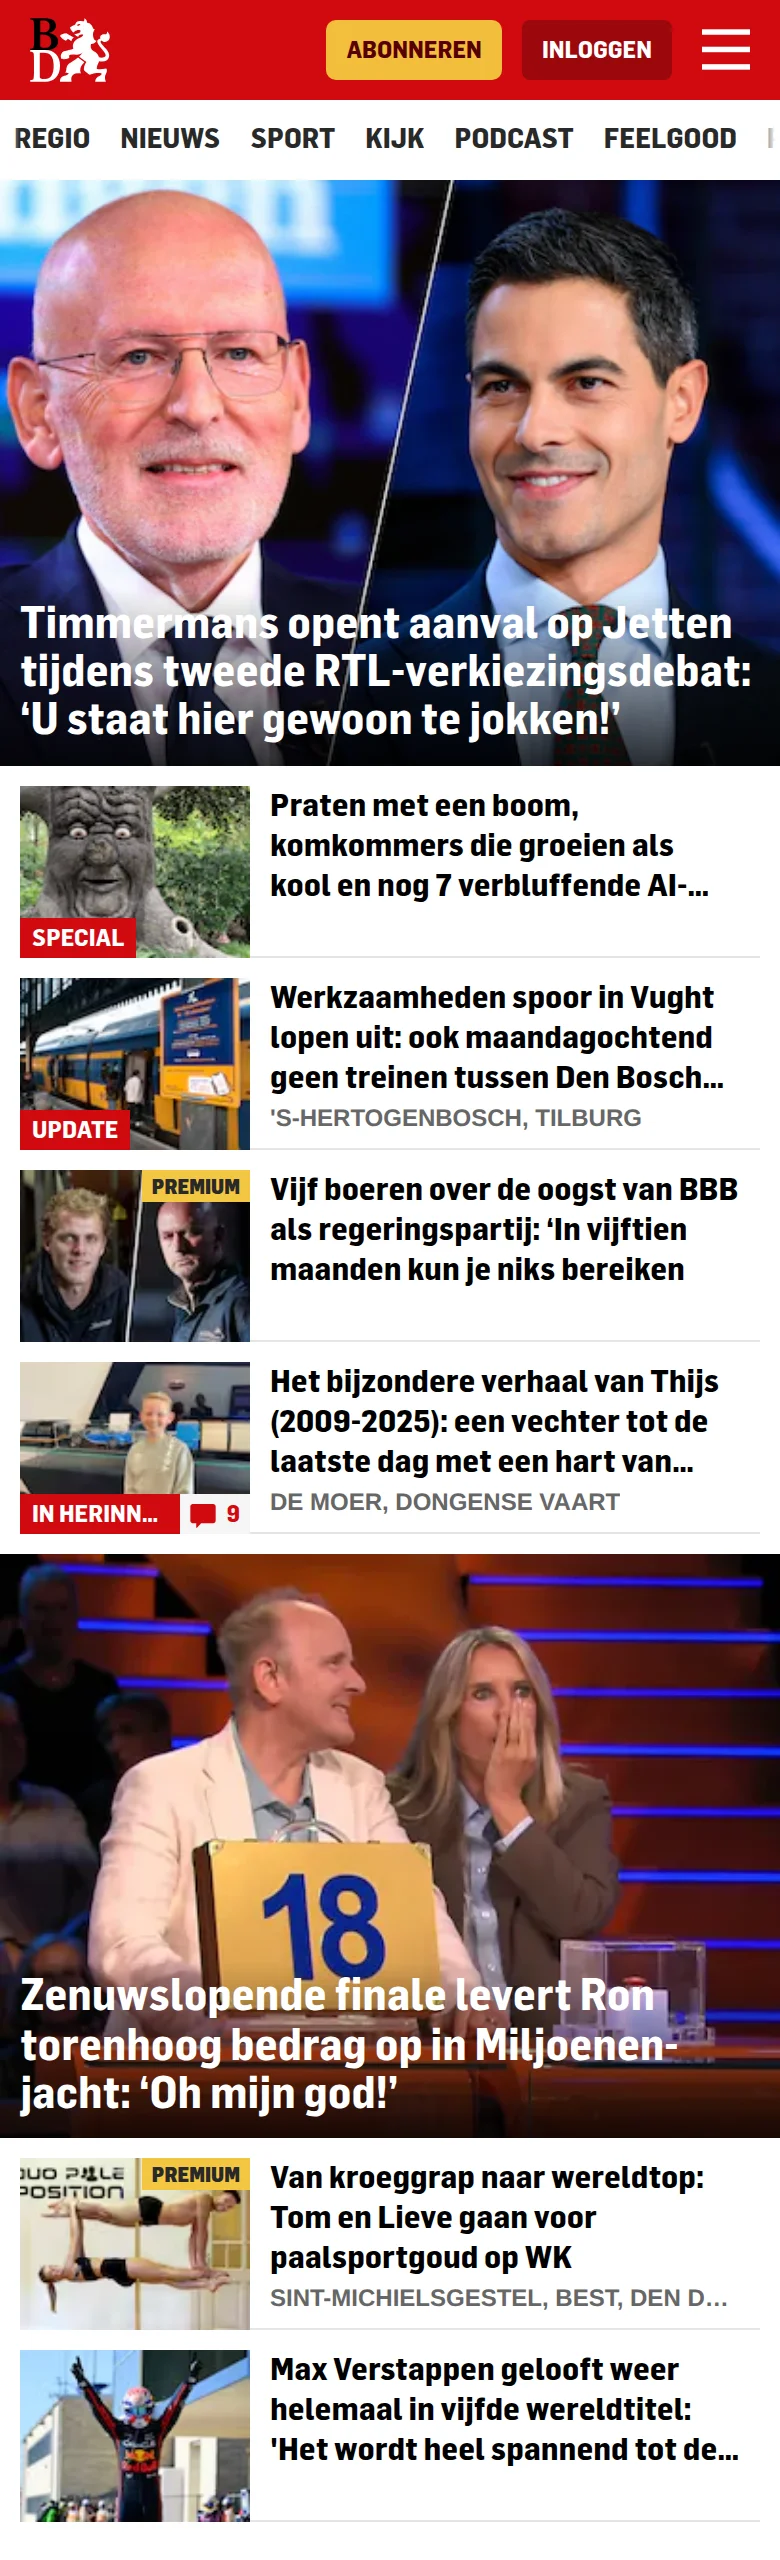 B
D
ABONNEREN
INLOGGEN
REGIO NIEUWS SPORT KIJK PODCAST FEELGOOD
Timmermans opent aanval op Jetten
tijdens tweede RTL-verkiezingsdebat:
‘U staat hier gewoon te jokken!’
Praten met een boom,
komkommers die groeien als
kool en nog 7 verbluffende AI-...
SPECIAL
Werkzaamheden spoor in Vught
lopen uit: ook maandagochtend
geen treinen tussen Den Bosch...
'S-HERTOGENBOSCH, TILBURG
UPDATE
PREMIUM
Vijf boeren over de oogst van BBB
als regeringspartij: ‘In vijftien
maanden kun je niks bereiken
Het bijzondere verhaal van Thijs
(2009-2025): een vechter tot de
laatste dag met een hart van...
DE MOER, DONGENSE VAART
IN HERINN... 9
18
Zenuwslopende finale levert Ron
torenhoog bedrag op in Miljoenen-
jacht: ‘Oh mijn god!’
DUO POLE
POSITION
PREMIUM
Van kroeggrap naar wereldtop:
Tom en Lieve gaan voor
paalsportgoud op WK
SINT-MICHIELSGESTEL, BEST, DEN D...
Max Verstappen gelooft weer
helemaal in vijfde wereldtitel:
'Het wordt heel spannend tot de...